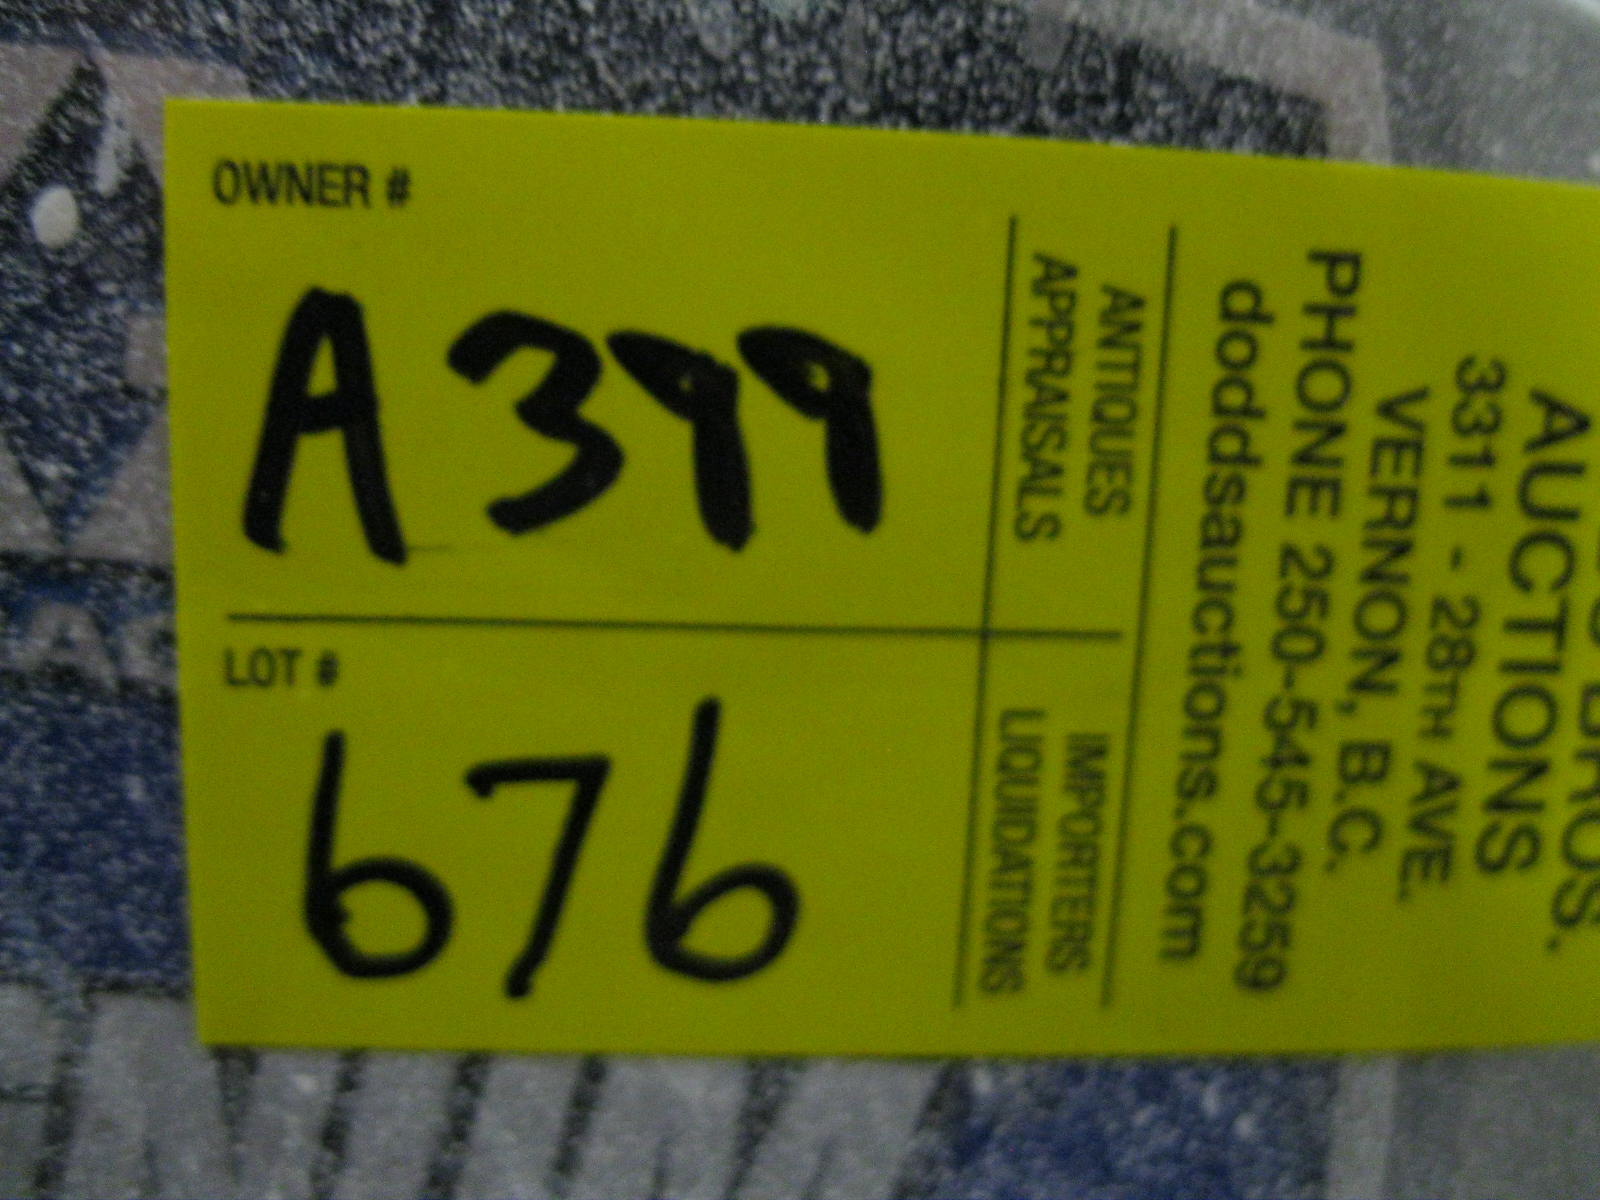 OWNER #
A399
LOT #
676
ANTIQUES
APPRAISALS
IMPORTERS
LIQUIDATIONS
BROS.
AUCTIONS
3311 - 28TH AVE.
VERNON, B.C.
PHONE 250-545-3259
doddsauctions.com